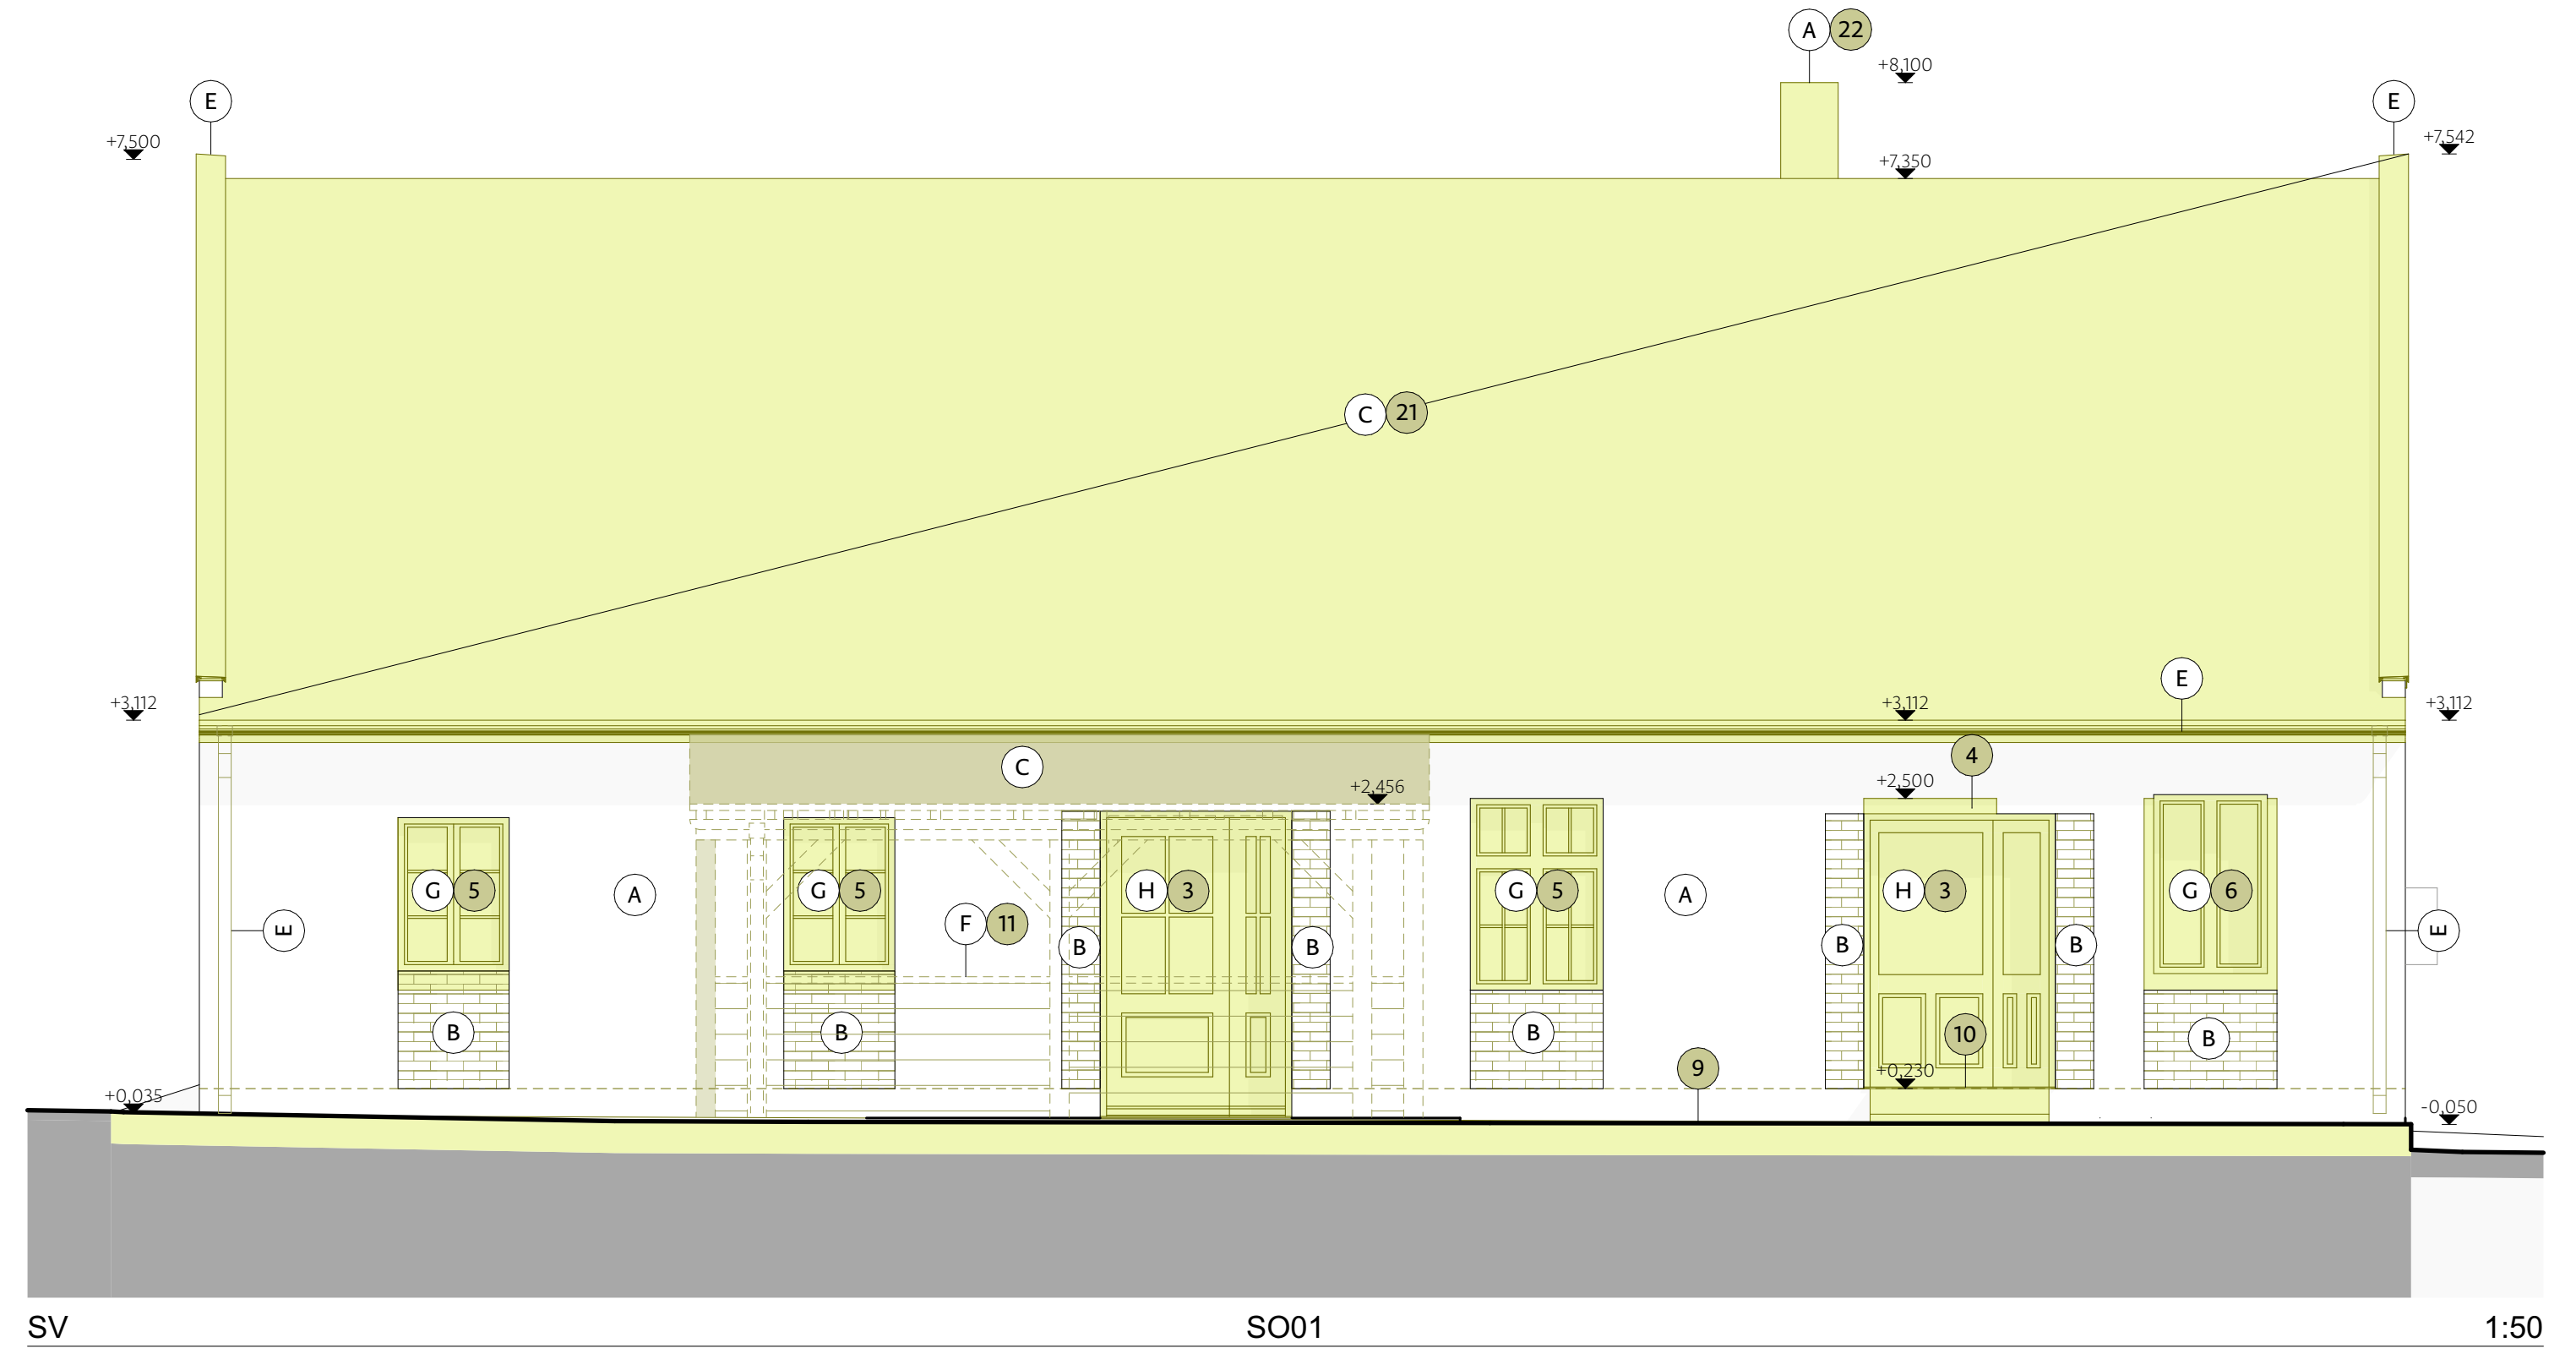 A 22
+8,100
E
E
+7,500
+7,542
+7,350
C 21
E
+3,112
+3,112
+3,112
4
C
+2,456
+2,500
G 5
A
G 5
H 3
G 5
A
H 3
G 6
F 11
E
B
B
B
B
E
B
B
B
10
B
9
+0,230
+0,035
-0,050
SV
SO01
1:50